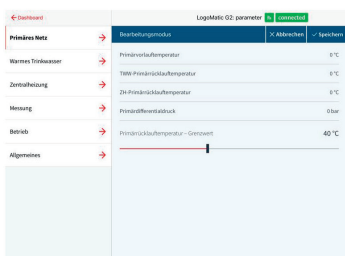 Dashboard
LogoMatic G2: parameter connected
Primäres Netz
Warmes Trinkwasser
Zentralheizung
Messung
Betrieb
Allgemeines
Bearbeitungsmodus Abbrechen Speichern
Primärvorlauftemperatur 0 °C
TWW-Primärrücklauftemperatur 0 °C
ZH-Primärrücklauftemperatur 0 °C
Primärdifferentialdruck 0 bar
Primärrücklauftemperatur – Grenzwert 40 °C